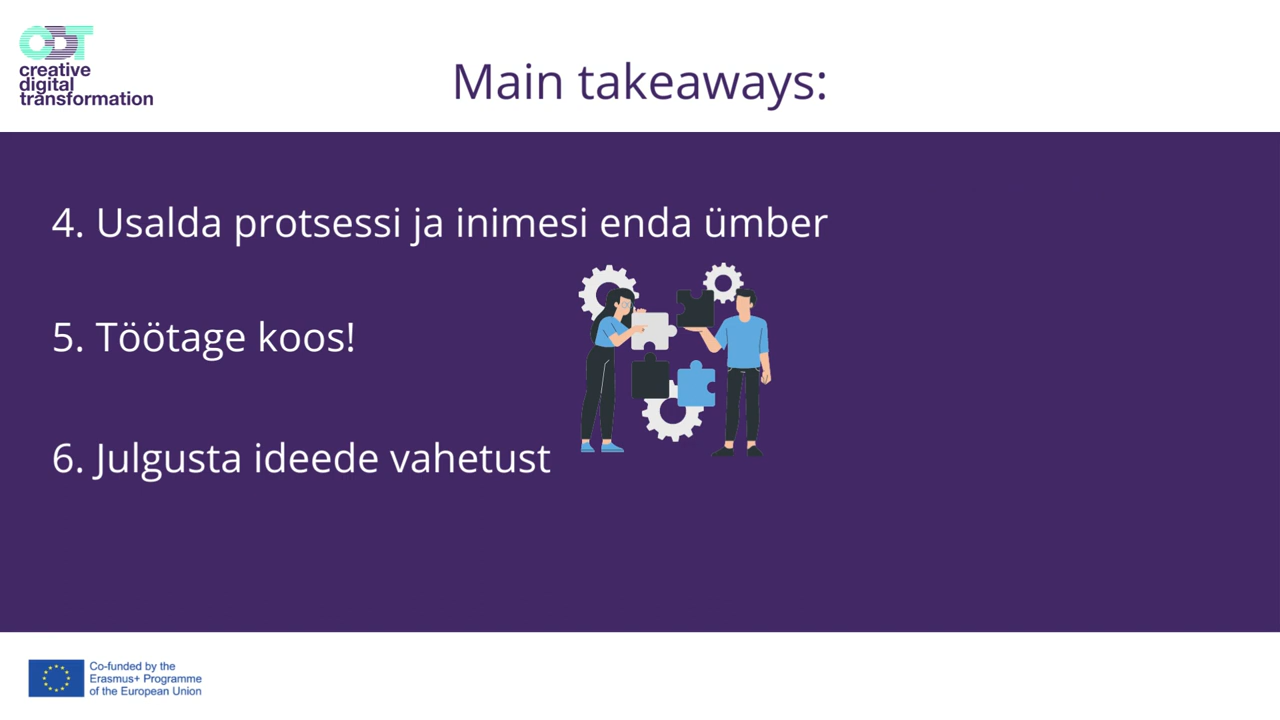 CDT
creative
digital
transformation
Main takeaways:
4. Usalda protsessi ja inimesi enda ümber
5. Töötage koos!
6. Julgusta ideede vahetust
Co-funded by the
Erasmus+ Programme
of the European Union